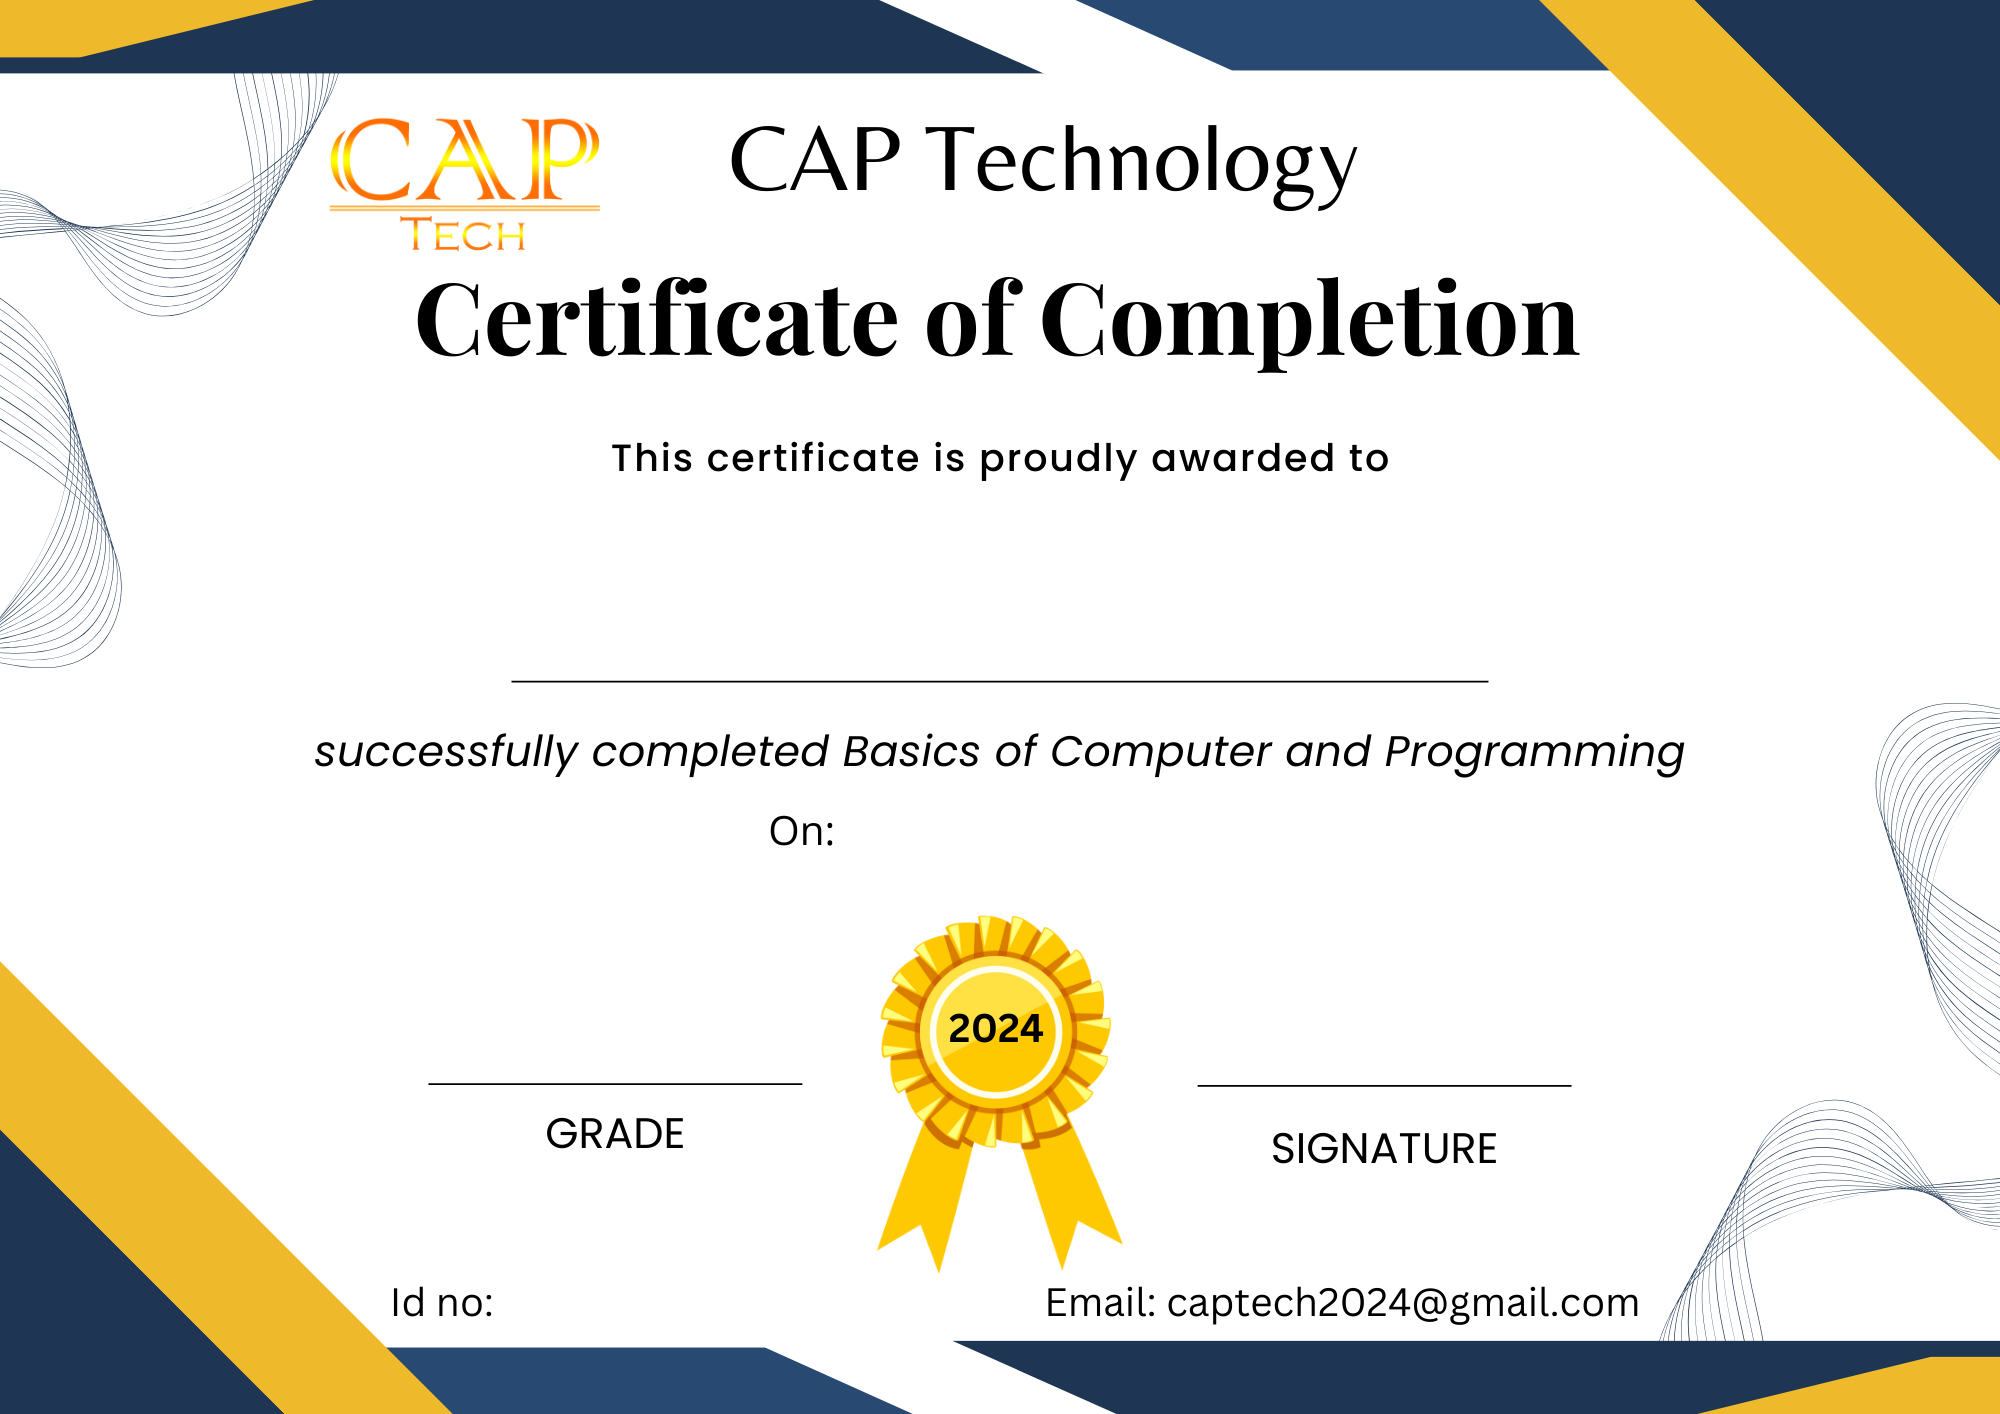 CAP
TECH
CAP Technology
Certificate of Completion
This certificate is proudly awarded to
successfully completed Basics of Computer and Programming
On:
2024
GRADE
SIGNATURE
Id no:
Email: captech2024@gmail.com